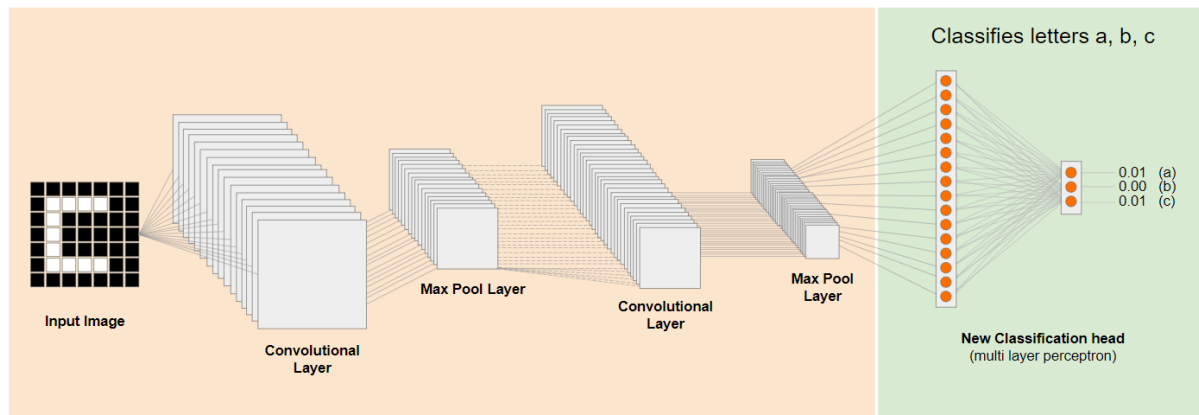 Classifies letters a, b, c
0.01 (a)
0.00 (b)
0.01 (c)
Input Image
Convolutional
Layer
Max Pool Layer
Convolutional
Layer
Max Pool
Layer
New Classification head
(multi layer perceptron)